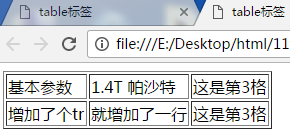 table标签
table标签
file:///E:/Desktop/html/11
基本参数 1.4T 帕沙特 这是第3格
增加了个tr 就增加了一行 这是第3格